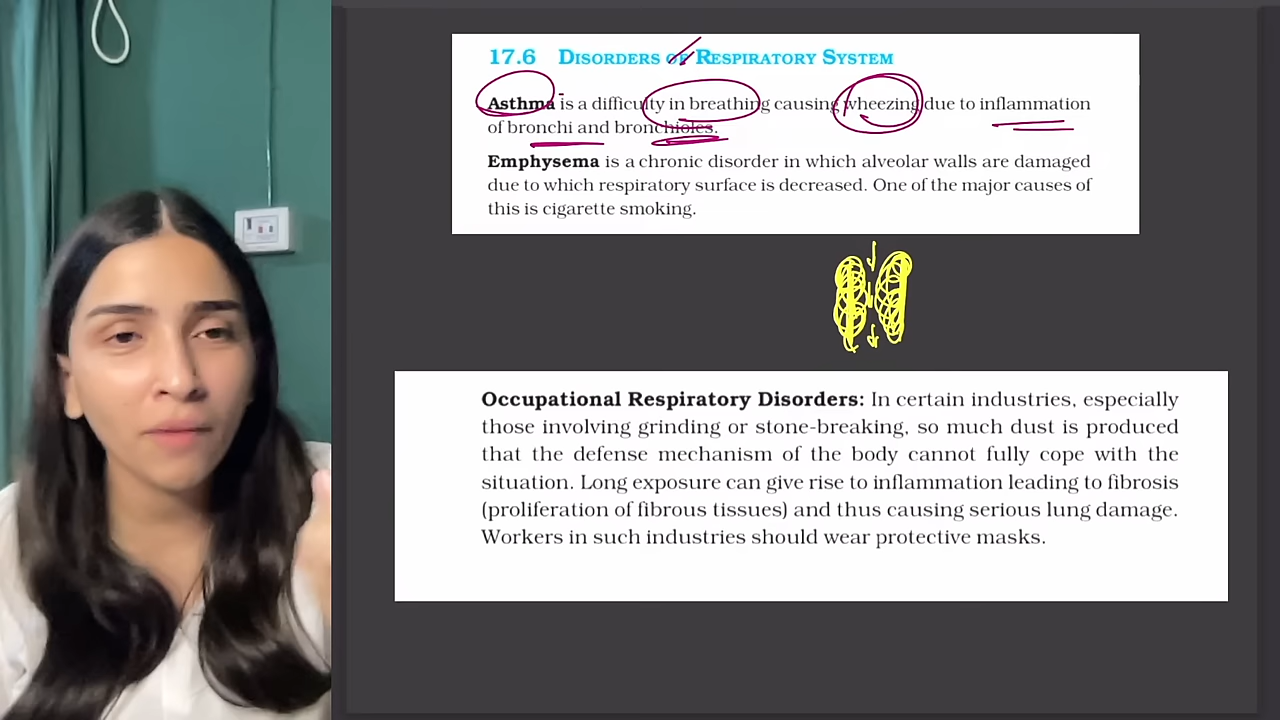 17.6 DISORDERS OF RESPIRATORY SYSTEM
Asthma is a difficulty in breathing causing wheezing due to inflammation
of bronchi and bronchioles.
Emphysema is a chronic disorder in which alveolar walls are damaged
due to which respiratory surface is decreased. One of the major causes of
this is cigarette smoking.
Occupational Respiratory Disorders: In certain industries, especially
those involving grinding or stone-breaking, so much dust is produced
that the defense mechanism of the body cannot fully cope with the
situation. Long exposure can give rise to inflammation leading to fibrosis
(proliferation of fibrous tissues) and thus causing serious lung damage.
Workers in such industries should wear protective masks.